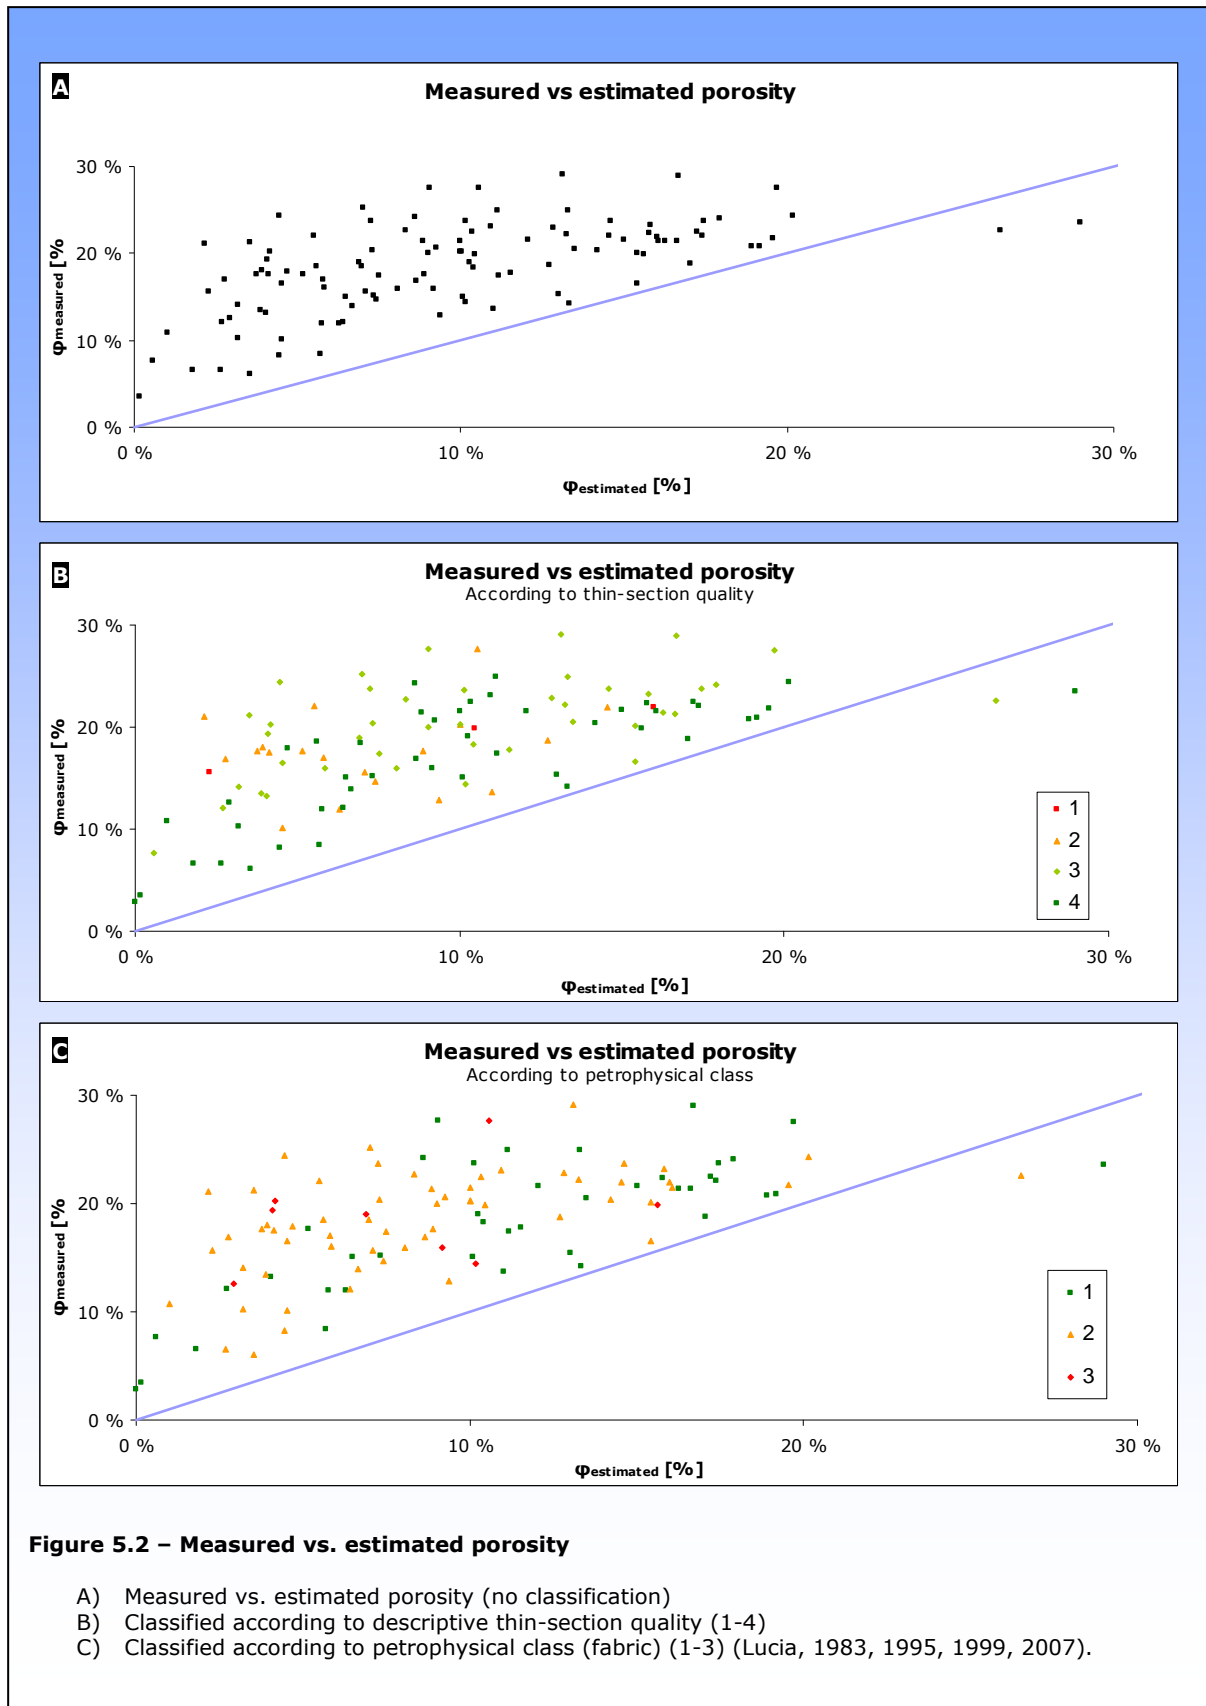 A
Measured vs estimated porosity
30 %
20 %
10 %
0 %
φmeasured [%
0 %
10 %
20 %
30 %
φestimated [%]
B
Measured vs estimated porosity
According to thin-section quality
30 %
20 %
10 %
0 %
φmeasured [%
1
2
3
4
0 %
10 %
20 %
30 %
φestimated [%]
C
Measured vs estimated porosity
According to petrophysical class
30 %
20 %
10 %
0 %
φmeasured [%
1
2
3
0 %
10 %
20 %
30 %
φestimated [%]
Figure 5.2 – Measured vs. estimated porosity
A) Measured vs. estimated porosity (no classification)
B) Classified according to descriptive thin-section quality (1-4)
C) Classified according to petrophysical class (fabric) (1-3) (Lucia, 1983, 1995, 1999, 2007).